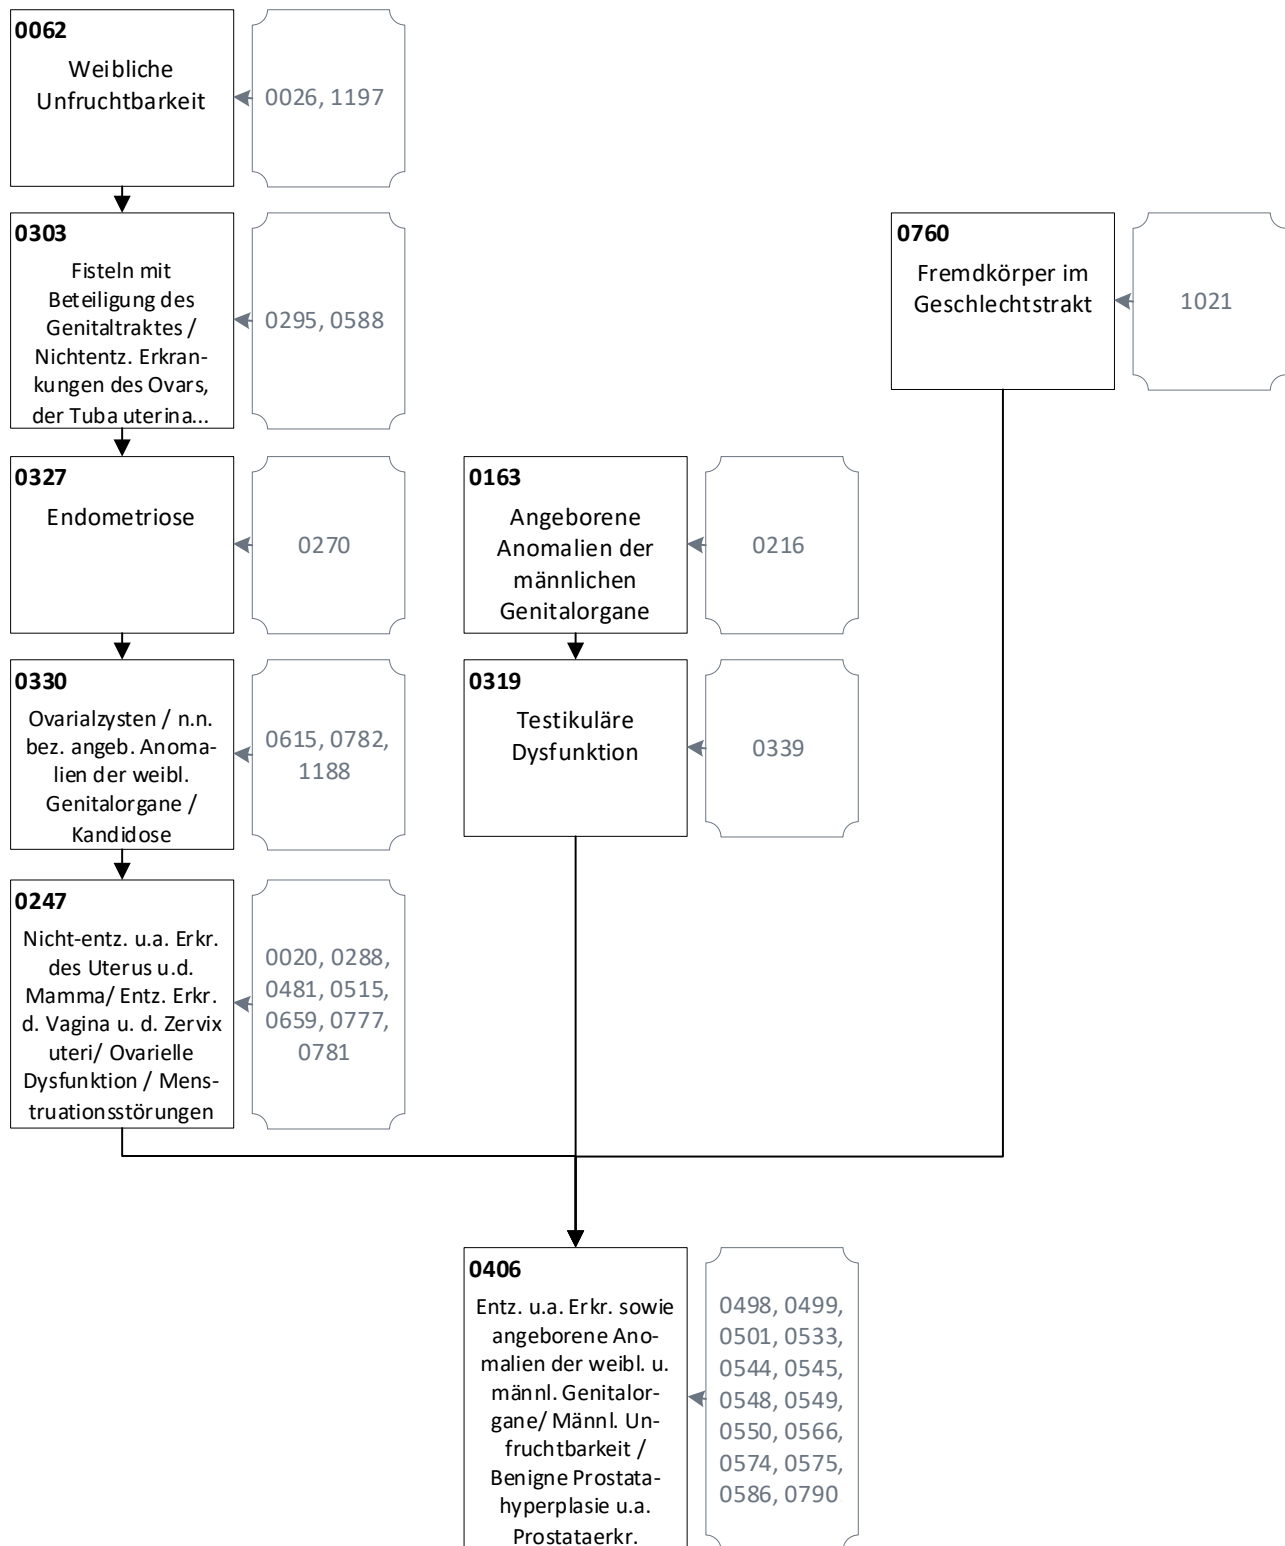 0062
Weibliche
Unfruchtbarkeit
0026, 1197
0303
Fisteln mit
Beteiligung des
Genitaltraktes /
Nichtentz. Erkran-
kungen des Ovars,
der Tuba uterina...
0295, 0588
0760
Fremdkörper im
Geschlechtstrakt
1021
0327
Endometriose
0270
0163
Angeborene
Anomalien der
männlichen
Genitalorgane
0216
0330
Ovarialzysten / n.n.
bez. angeb. Anoma-
lien der weibl.
Genitalorgane /
Kandidose
0615, 0782,
1188
0319
Testikuläre
Dysfunktion
0339
0247
Nicht-entz. u.a. Erkr.
des Uterus u.d.
Mamma/ Entz. Erkr.
d. Vagina u. d. Zervix
uteri/ Ovarielle
Dysfunktion / Mens-
truationsstörungen
0020, 0288,
0481, 0515,
0659, 0777,
0781
0406
Entz. u.a. Erkr. sowie
angeborene Ano-
malien der weibl. u.
männl. Genitalor-
gane/ Männl. Un-
fruchtbarkeit /
Benigne Prostata-
hyperplasie u.a.
Prostataerkr.
0498, 0499,
0501, 0533,
0544, 0545,
0548, 0549,
0550, 0566,
0574, 0575,
0586, 0790